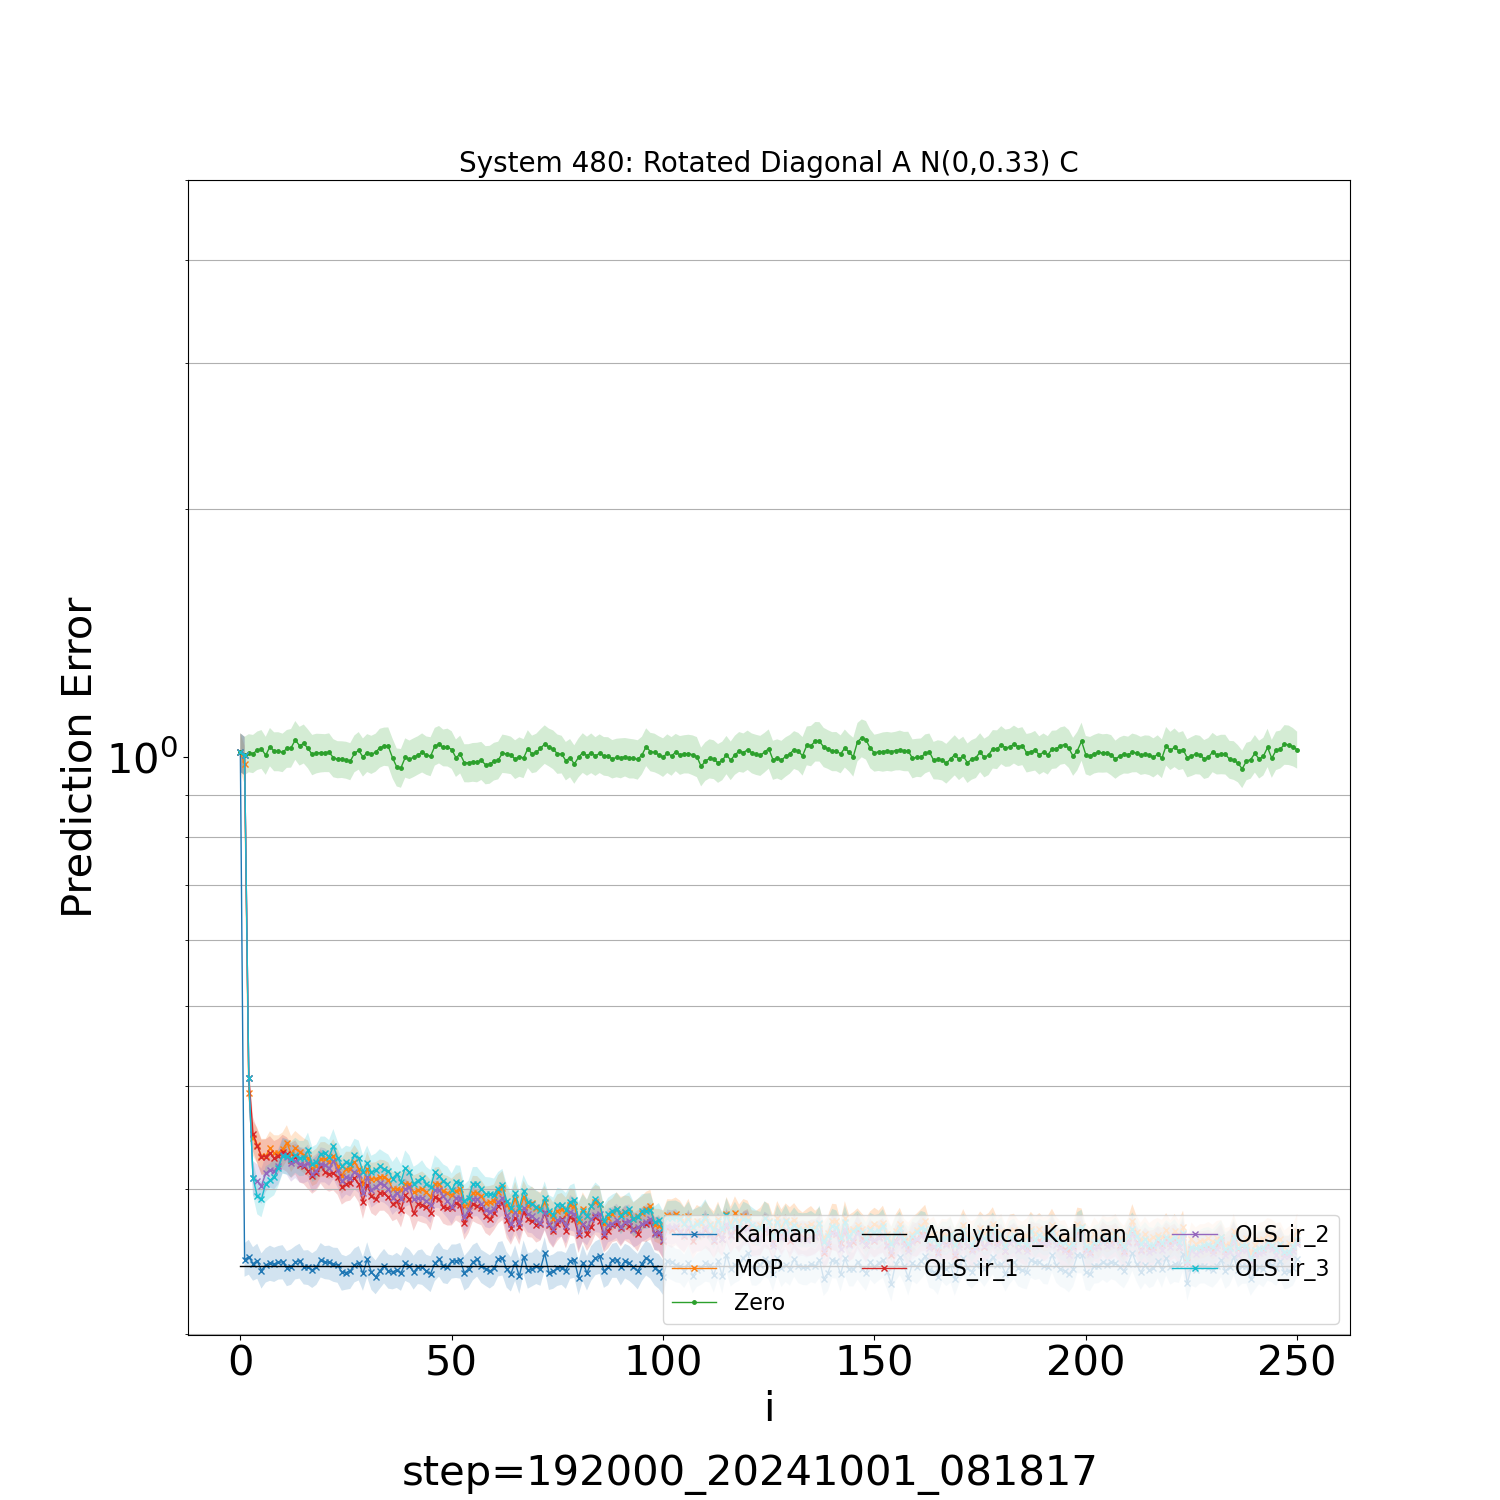 System 480: Rotated Diagonal A N(0,0.33) C
Prediction Error
10⁰
Kalman
MOP
Zero
Analytical_Kalman
OLS_ir_1
OLS_ir_2
OLS_ir_3
0 50 100 150 200 250
i
step=192000_20241001_081817